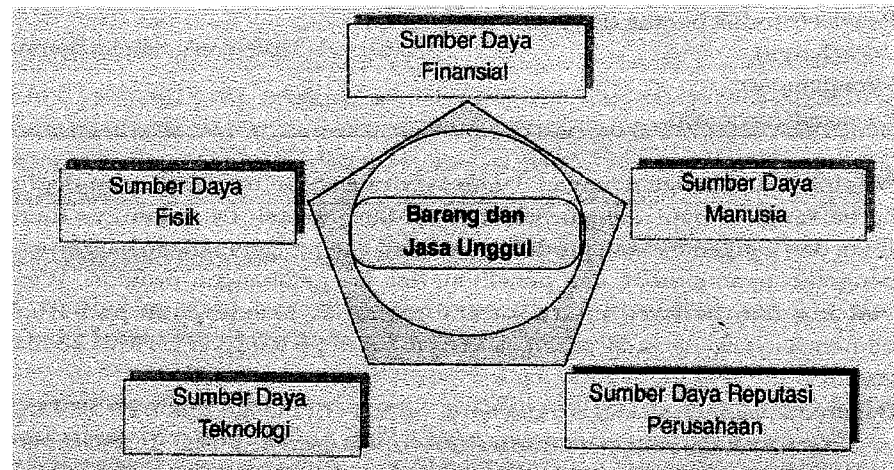 Sumber Daya
Finansial
Sumber Daya
Fisik
Sumber Daya
Manusia
Barang dan
Jasa Unggul
Sumber Daya
Teknologi
Sumber Daya Reputasi
Perusahaan